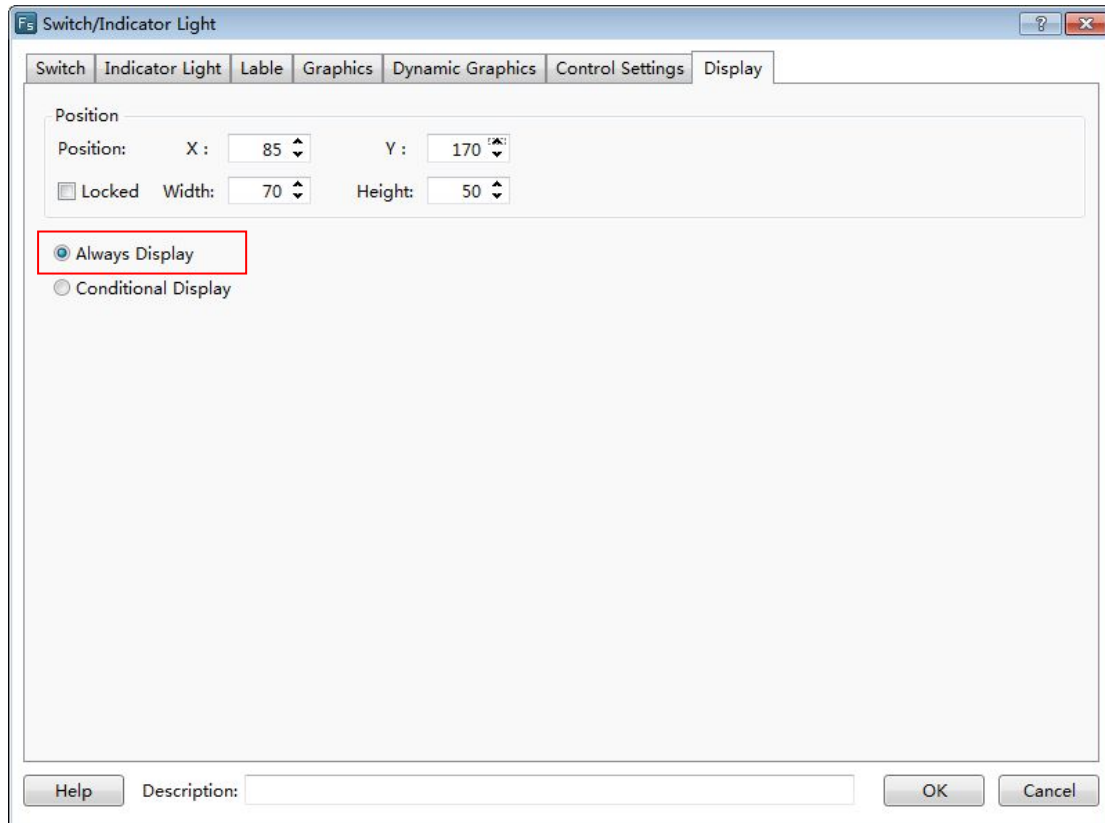 Fs Switch/Indicator Light ?
Switch Indicator Light Lable Graphics Dynamic Graphics Control Settings Display
Position
Position: X : 85 Y : 170
Locked Width: 70 Height: 50
Always Display
Conditional Display
Help Description: OK Cancel